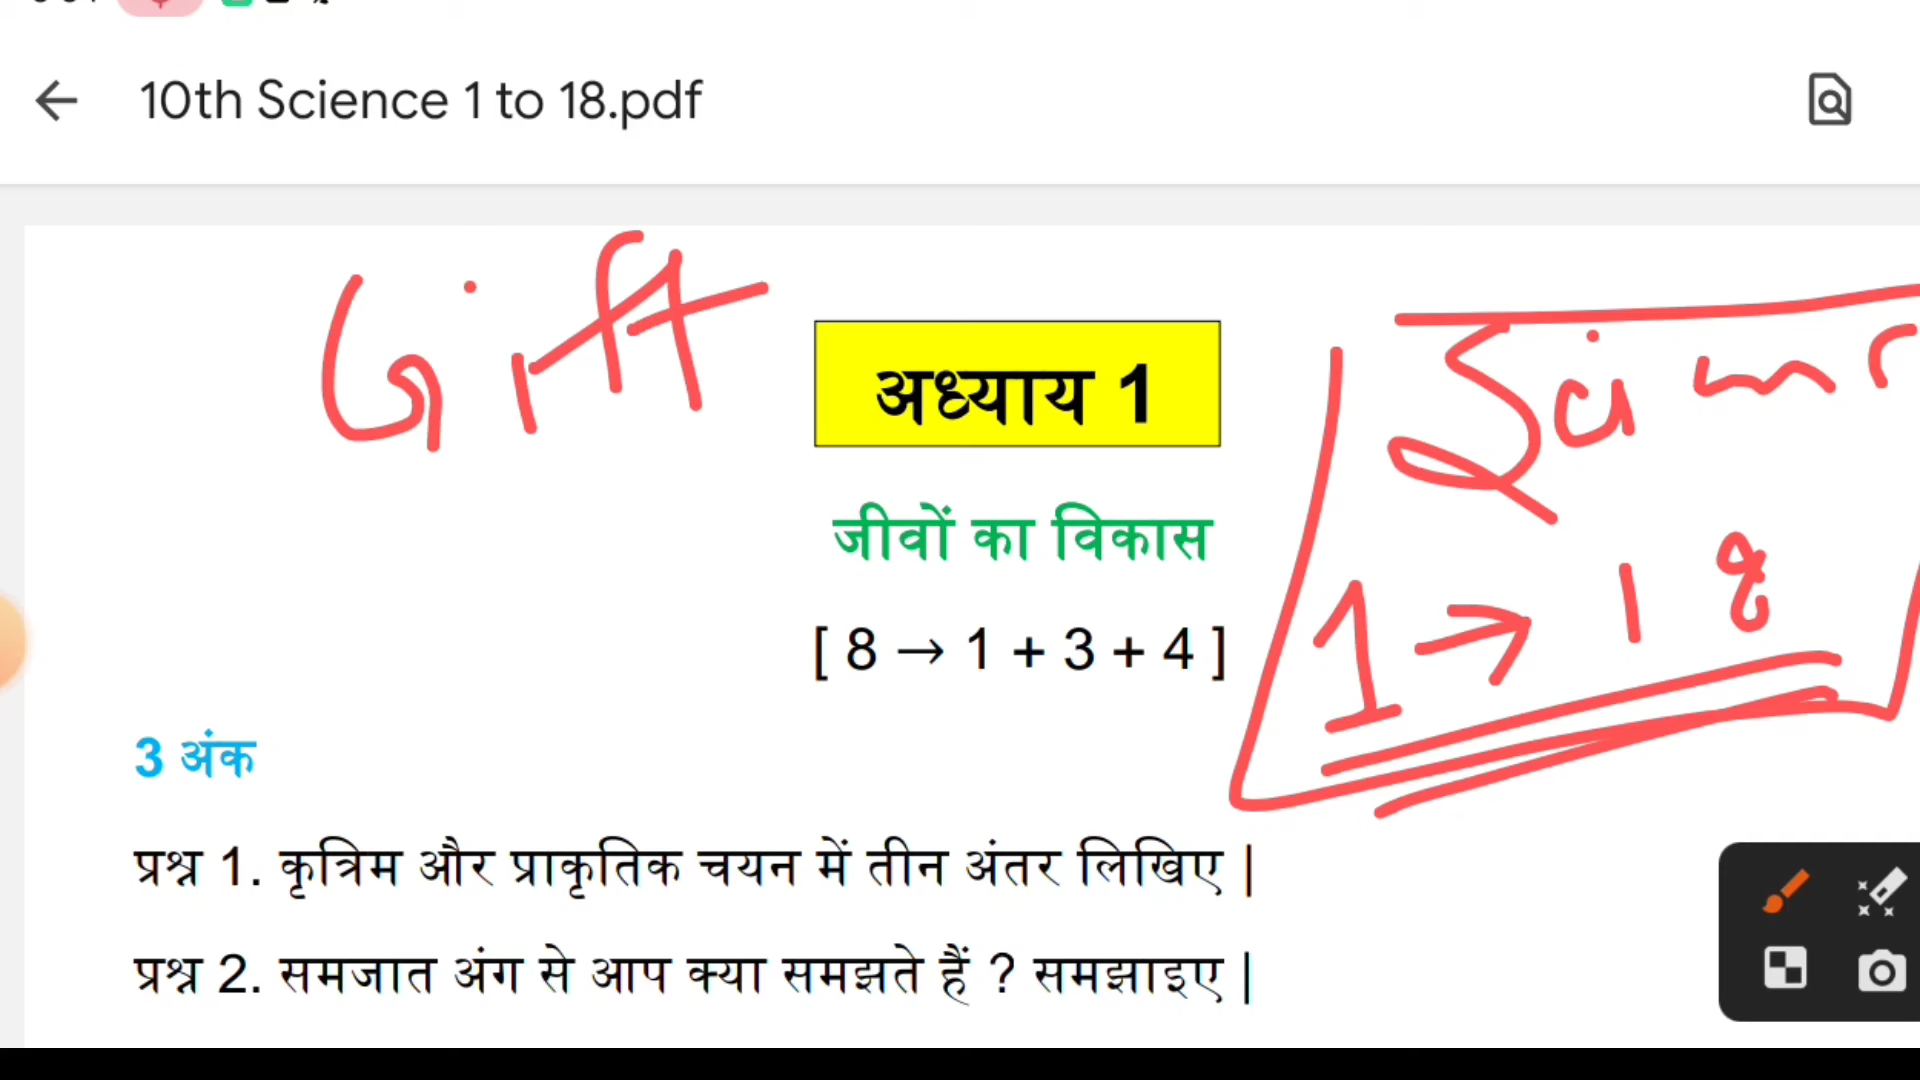 10th Science 1 to 18.pdf
Gift
अध्याय 1
जीवों का विकास
[ 8 → 1 + 3 + 4 ]
1 → 18
3 अंक
प्रश्न 1. कृत्रिम और प्राकृतिक चयन में तीन अंतर लिखिए |
प्रश्न 2. समजात अंग से आप क्या समझते हैं ? समझाइए |